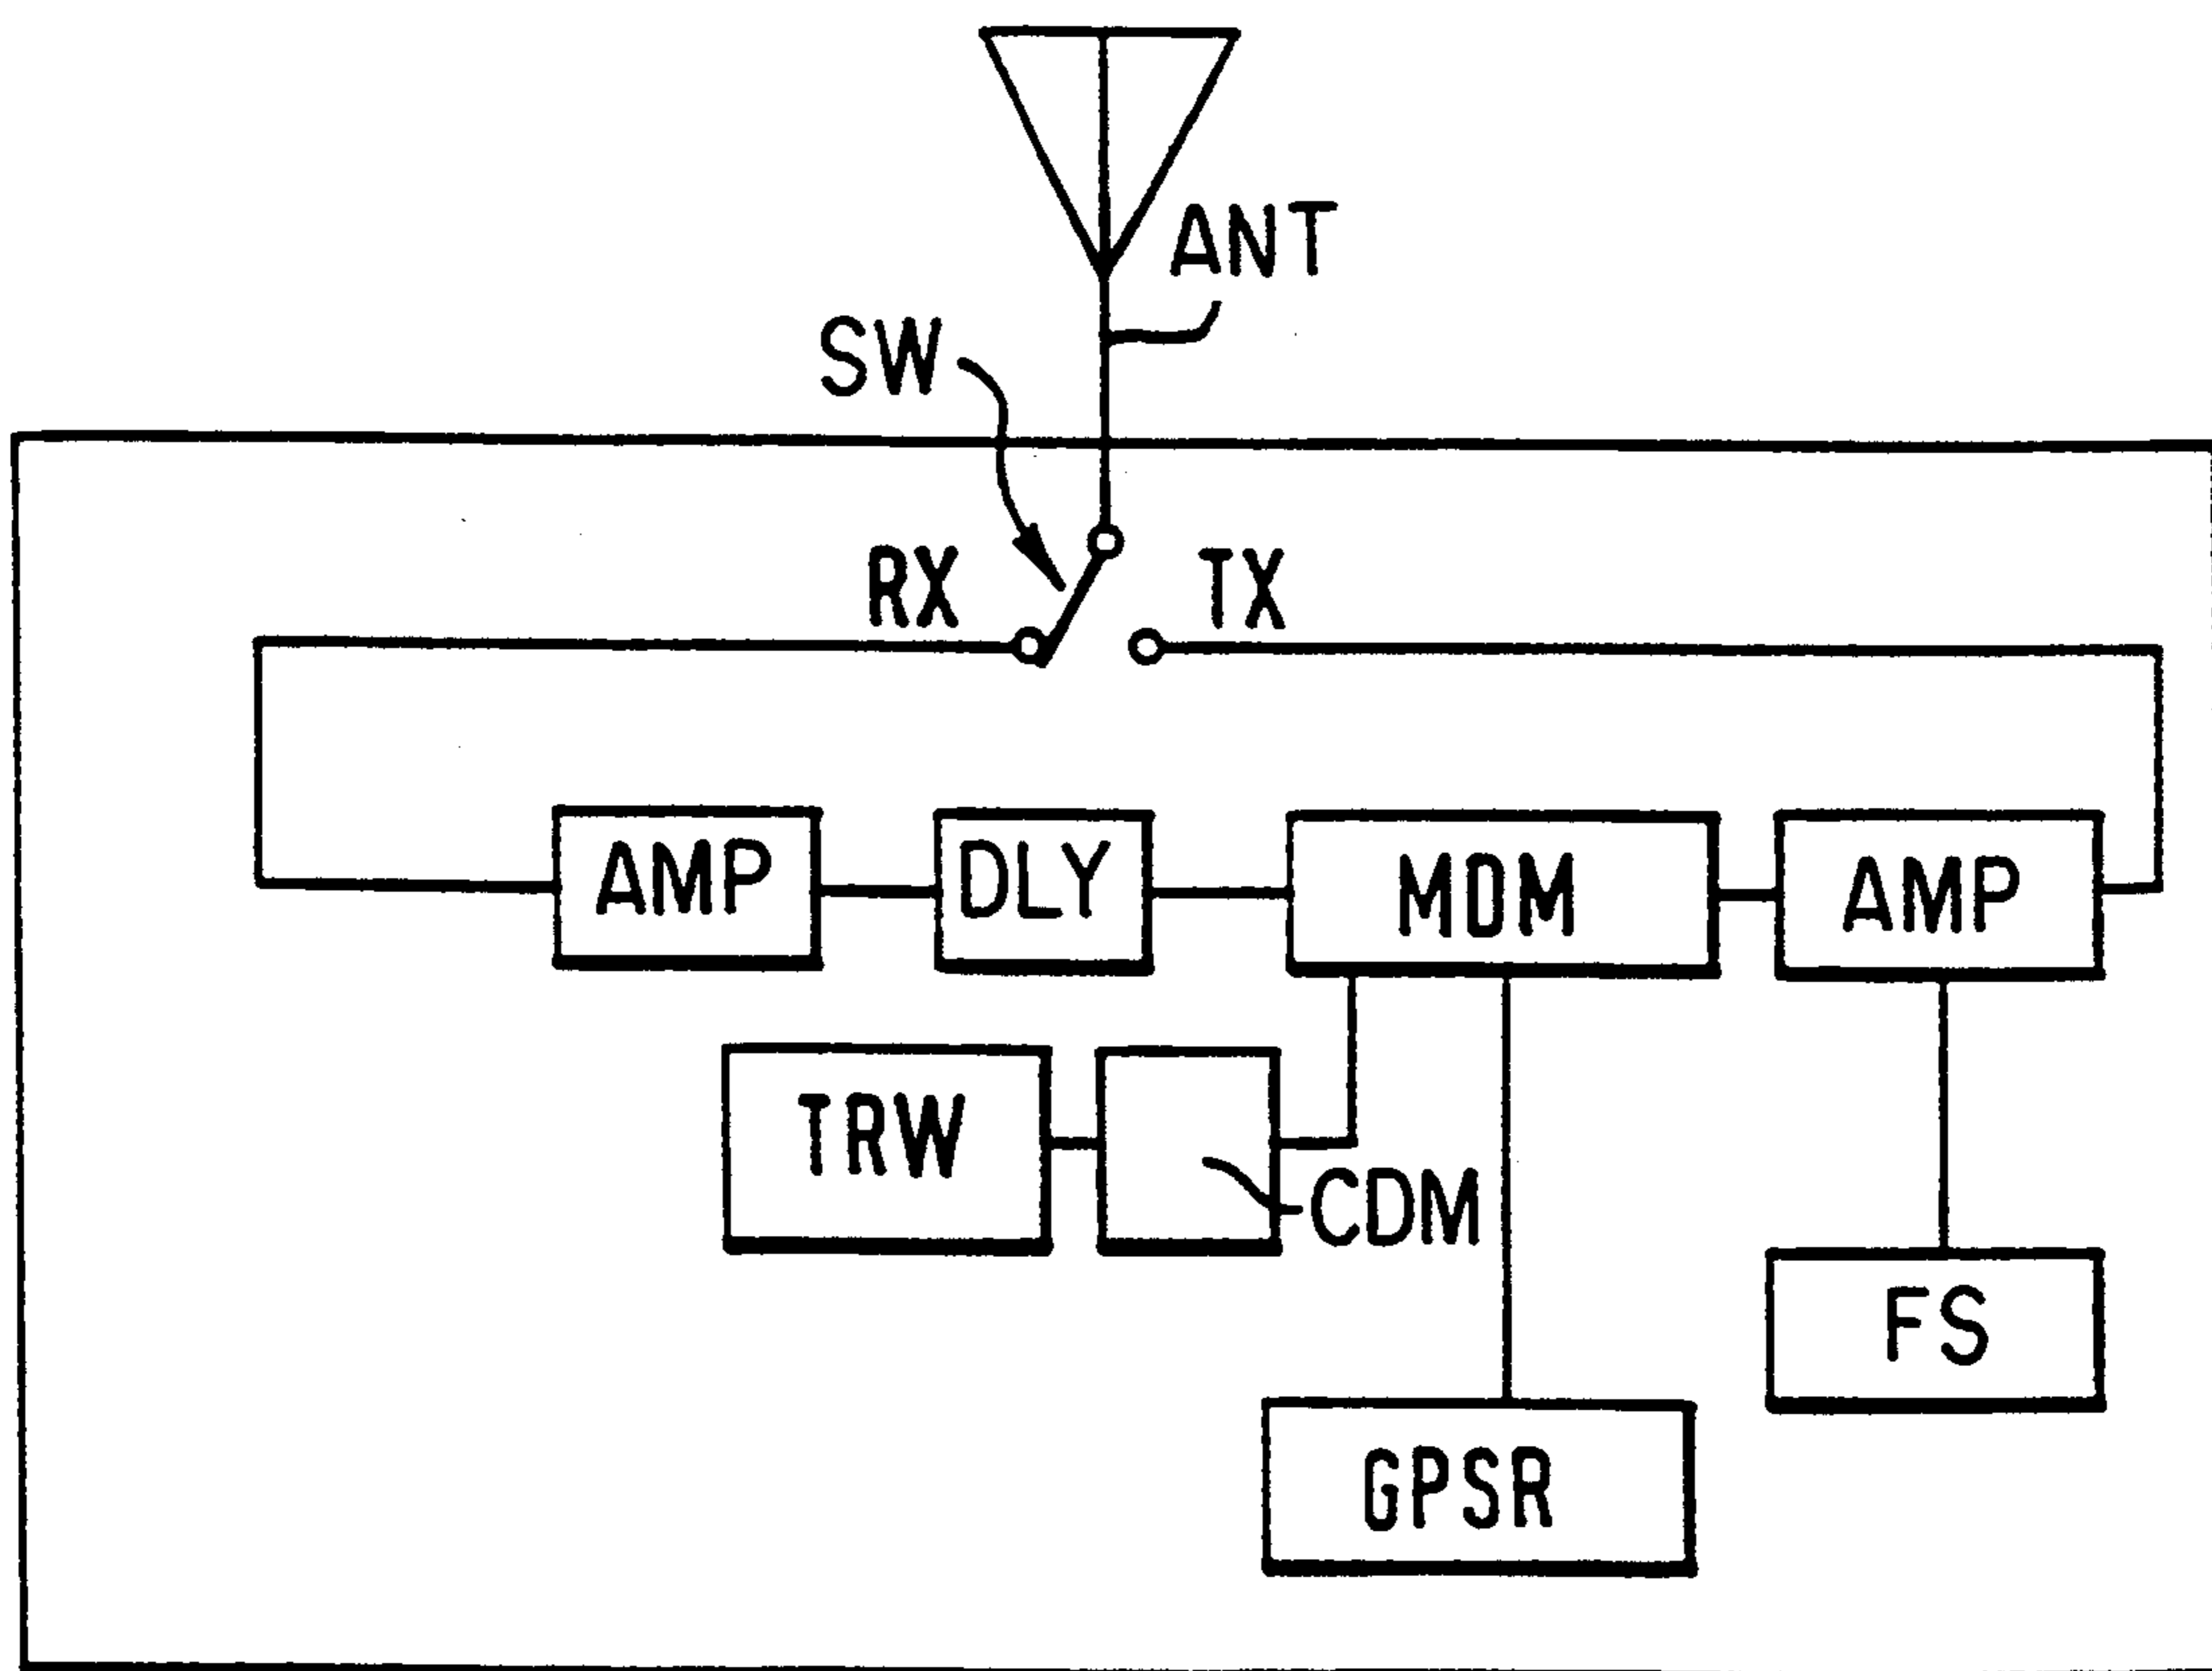 ANT
SW
RX
TX
AMP
DLY
MDM
AMP
TRW
CDM
FS
GPSR